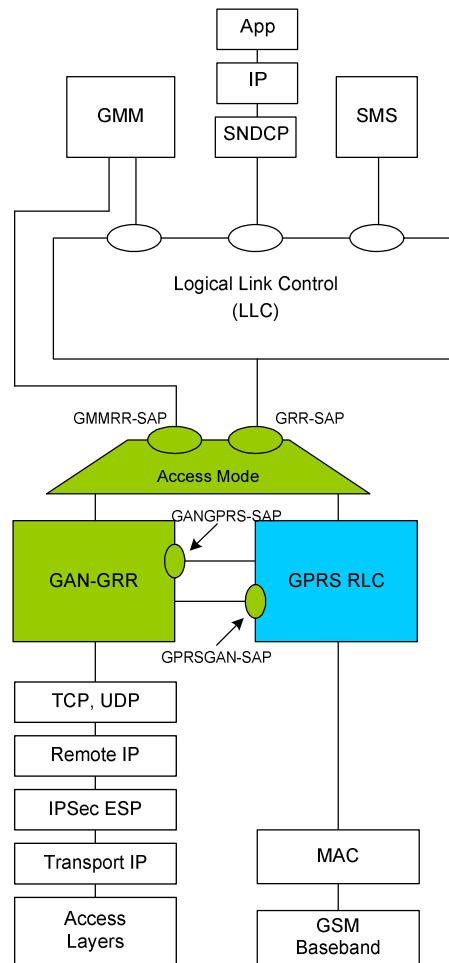 App
IP
GMM
SMS
SNDCP
Logical Link Control
(LLC)
GMMRR-SAP
GRR-SAP
Access Mode
GANGPRS-SAP
GAN-GRR
GPRS RLC
GPRSGAN-SAP
TCP, UDP
Remote IP
IPSec ESP
Transport IP
MAC
Access
Layers
GSM
Baseband